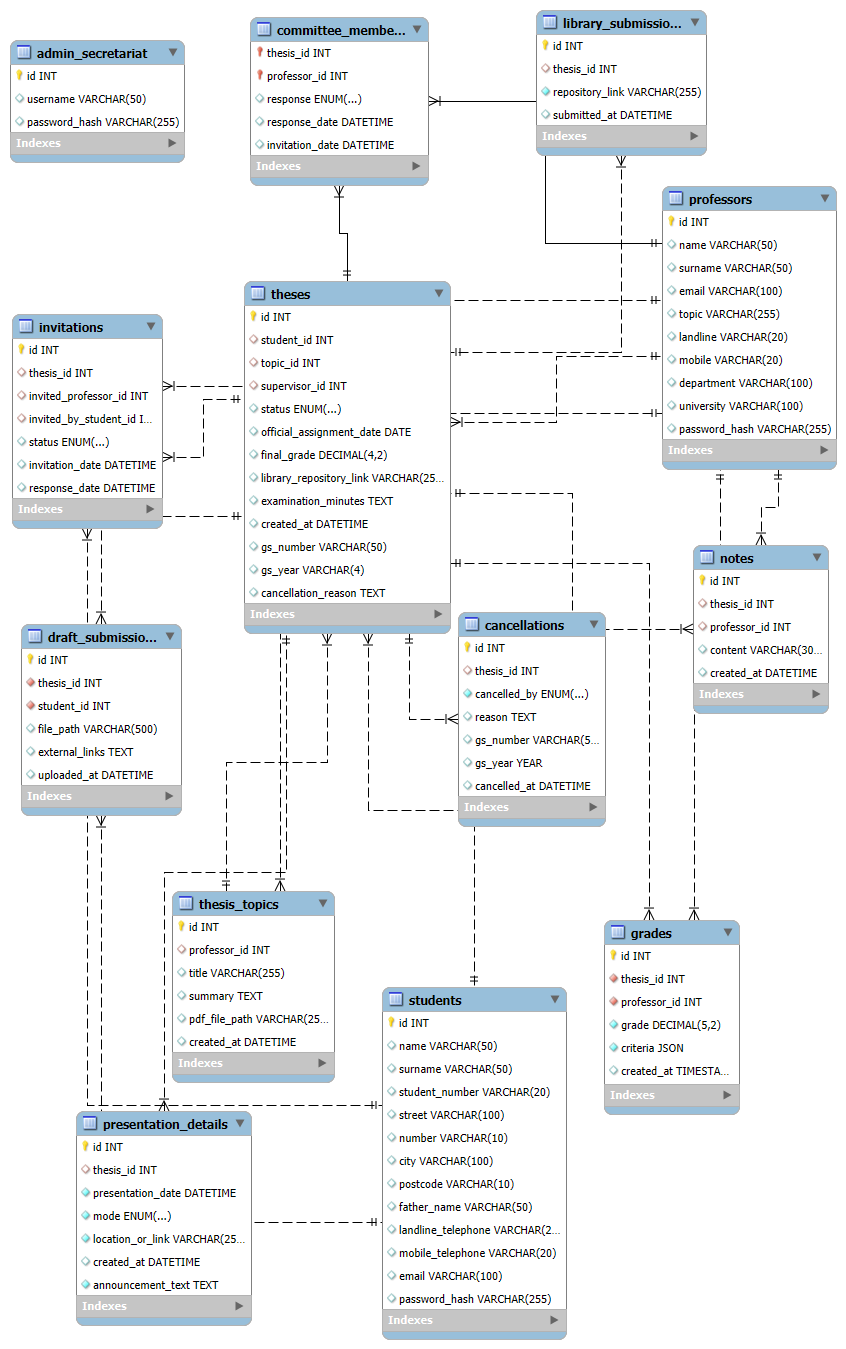 admin_secretariat
id INT
username VARCHAR(50)
password_hash VARCHAR(255)
Indexes
committee_membe...
thesis_id INT
professor_id INT
response ENUM(...)
response_date DATETIME
invitation_date DATETIME
Indexes
library_submissio...
id INT
thesis_id INT
repository_link VARCHAR(255)
submitted_at DATETIME
Indexes
professors
id INT
name VARCHAR(50)
surname VARCHAR(50)
email VARCHAR(100)
topic VARCHAR(255)
landline VARCHAR(20)
mobile VARCHAR(20)
department VARCHAR(100)
university VARCHAR(100)
password_hash VARCHAR(255)
Indexes
theses
id INT
student_id INT
topic_id INT
supervisor_id INT
status ENUM(...)
official_assignment_date DATE
final_grade DECIMAL(4,2)
library_repository_link VARCHAR(25...
examination_minutes TEXT
created_at DATETIME
gs_number VARCHAR(50)
gs_year VARCHAR(4)
cancellation_reason TEXT
Indexes
invitations
id INT
thesis_id INT
invited_professor_id INT
invited_by_student_id I...
status ENUM(...)
invitation_date DATETIME
response_date DATETIME
Indexes
notes
id INT
thesis_id INT
professor_id INT
content VARCHAR(30...
created_at DATETIME
Indexes
draft_submissio...
id INT
thesis_id INT
student_id INT
file_path VARCHAR(500)
external_links TEXT
uploaded_at DATETIME
Indexes
cancellations
id INT
thesis_id INT
cancelled_by ENUM(...)
reason TEXT
gs_number VARCHAR(5...
gs_year YEAR
cancelled_at DATETIME
Indexes
thesis_topics
id INT
professor_id INT
title VARCHAR(255)
summary TEXT
pdf_file_path VARCHAR(25...
created_at DATETIME
Indexes
grades
id INT
thesis_id INT
professor_id INT
grade DECIMAL(5,2)
criteria JSON
created_at TIMESTA...
Indexes
students
id INT
name VARCHAR(50)
surname VARCHAR(50)
student_number VARCHAR(20)
street VARCHAR(100)
number VARCHAR(10)
city VARCHAR(100)
postcode VARCHAR(10)
father_name VARCHAR(50)
landline_telephone VARCHAR(2...
mobile_telephone VARCHAR(20)
email VARCHAR(100)
password_hash VARCHAR(255)
Indexes
presentation_details
id INT
thesis_id INT
presentation_date DATETIME
mode ENUM(...)
location_or_link VARCHAR(25...
created_at DATETIME
announcement_text TEXT
Indexes